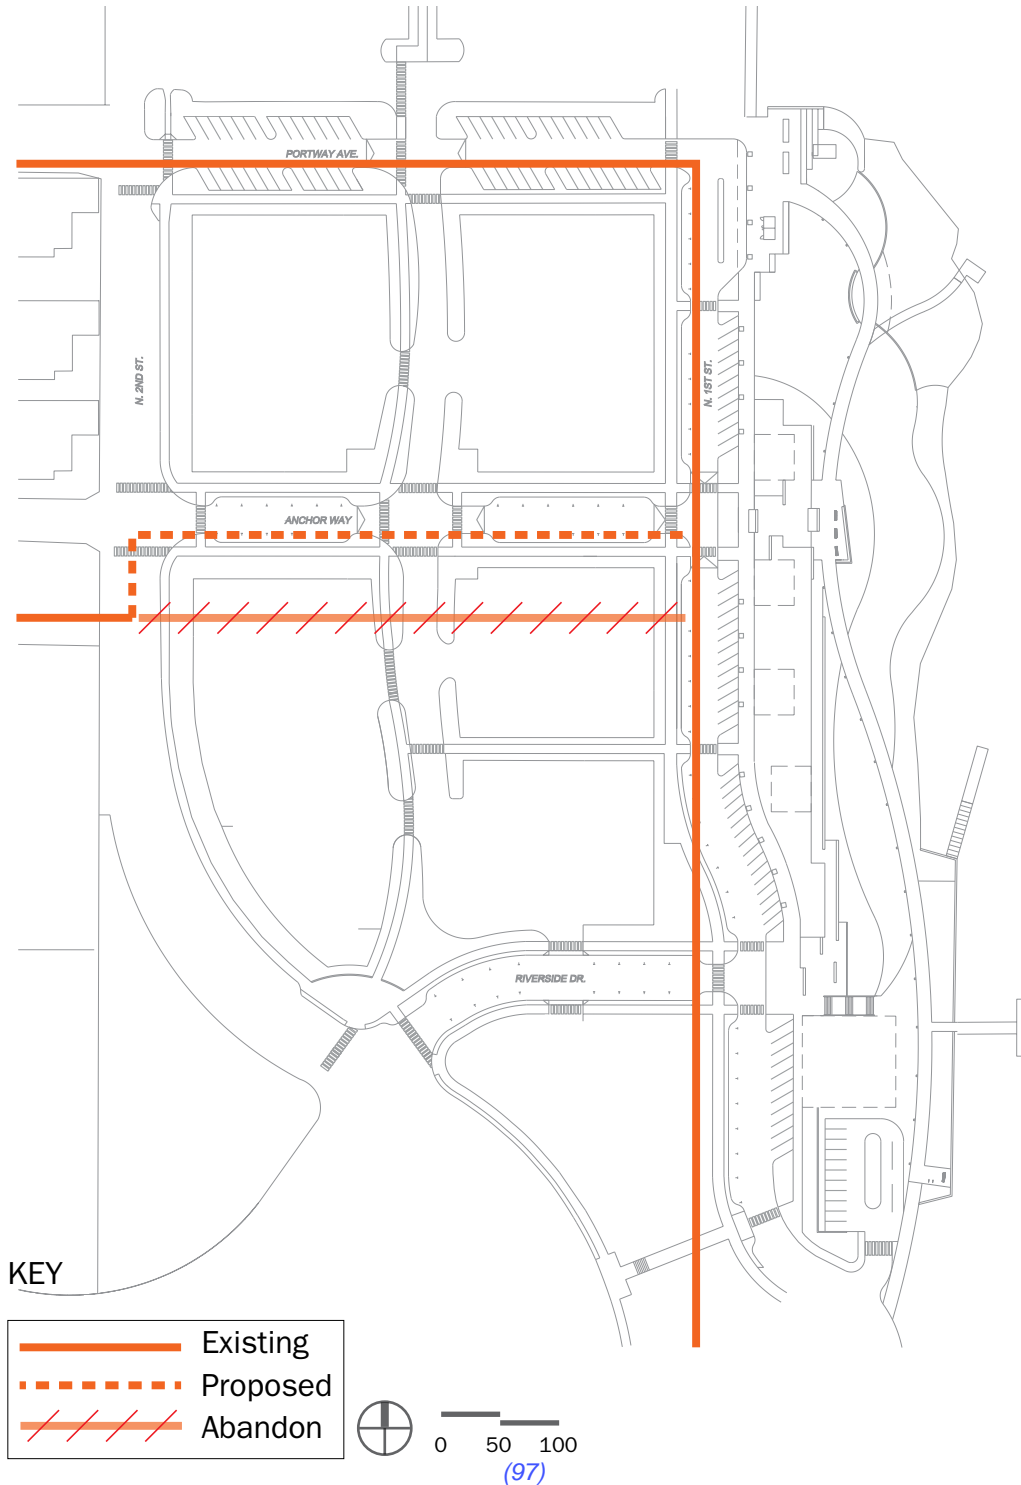 PORTWAY AVE.
N. 2ND ST.
N. 1ST ST.
ANCHOR WAY
RIVERSIDE DR.
KEY
Existing
Proposed
Abandon
0 50 100
(97)